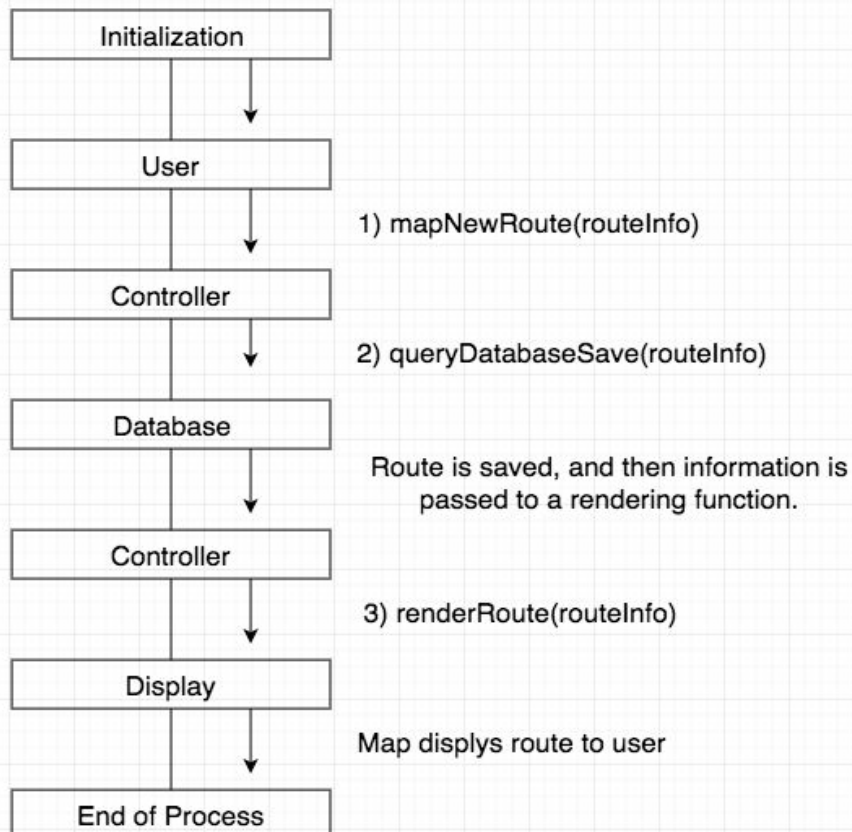 Initialization
User
1) mapNewRoute(routeInfo)
Controller
2) queryDatabaseSave(routeInfo)
Database
Route is saved, and then information is
passed to a rendering function.
Controller
3) renderRoute(routeInfo)
Display
Map displys route to user
End of Process